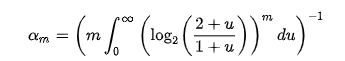 α_m = ( m ∫_0^∞ ( log_2 ( (2 + u) / (1 + u) ) )^m du )^{-1}